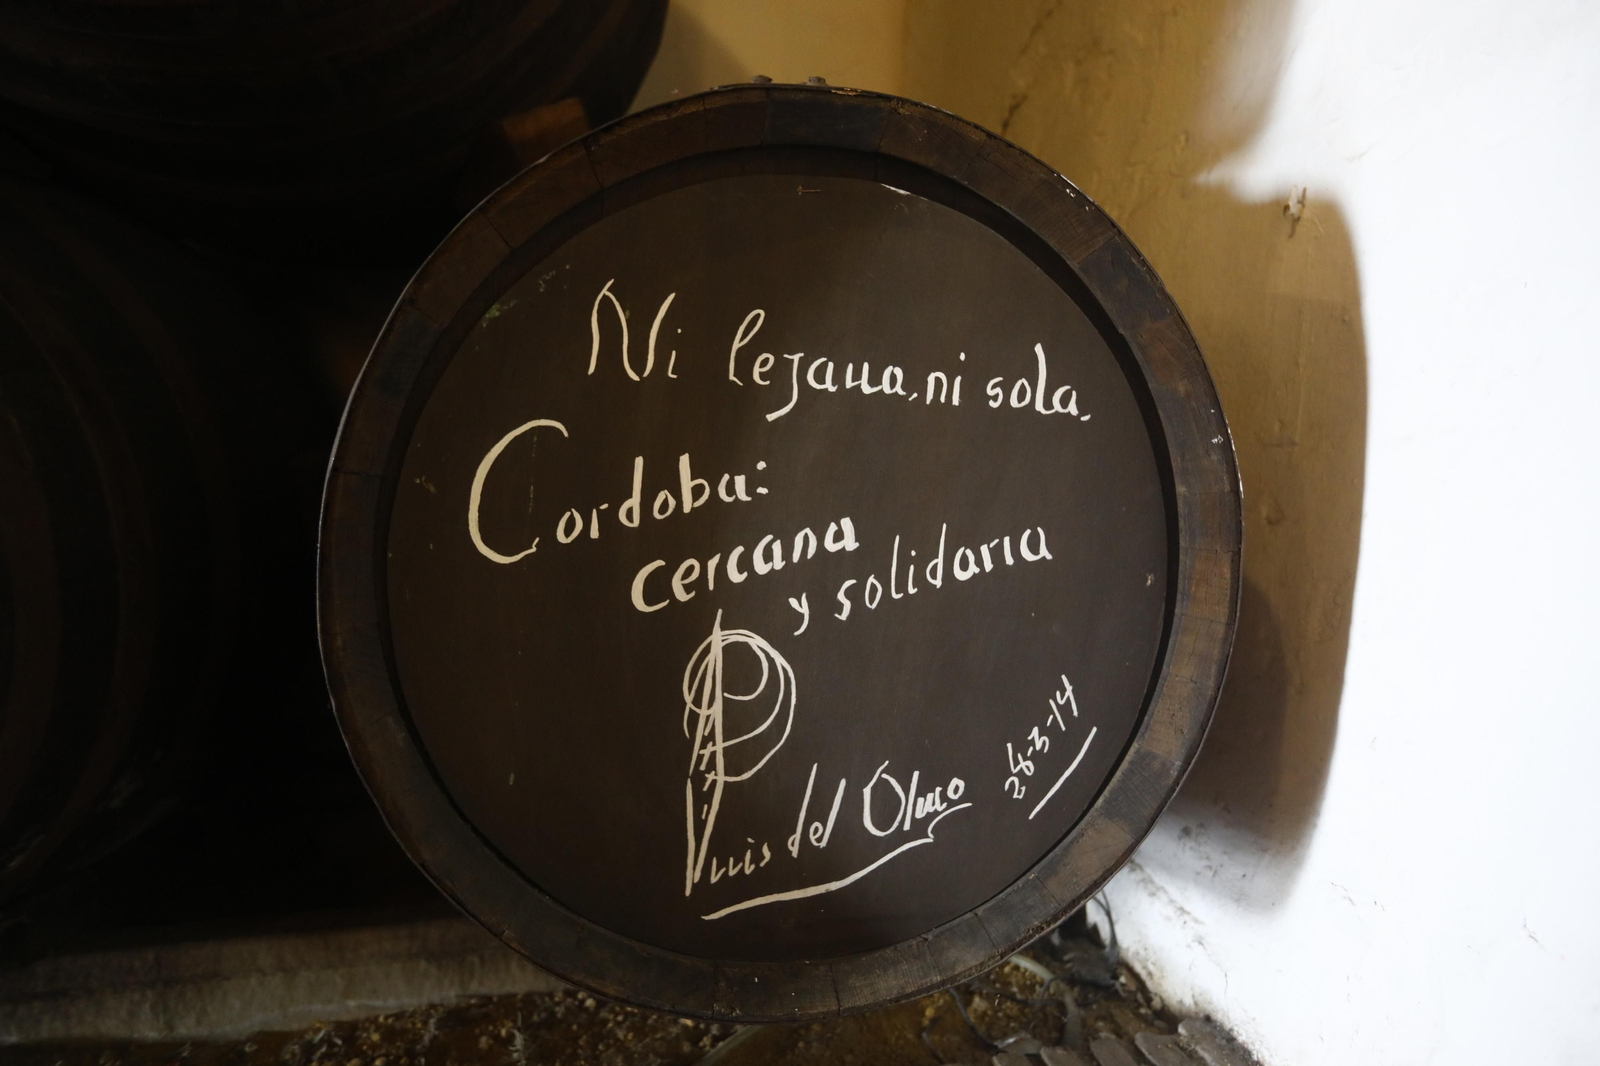 Ni lejana, ni sola.
Cordoba:
cercana
y solidaria
Luis del Olmo
28-3-14